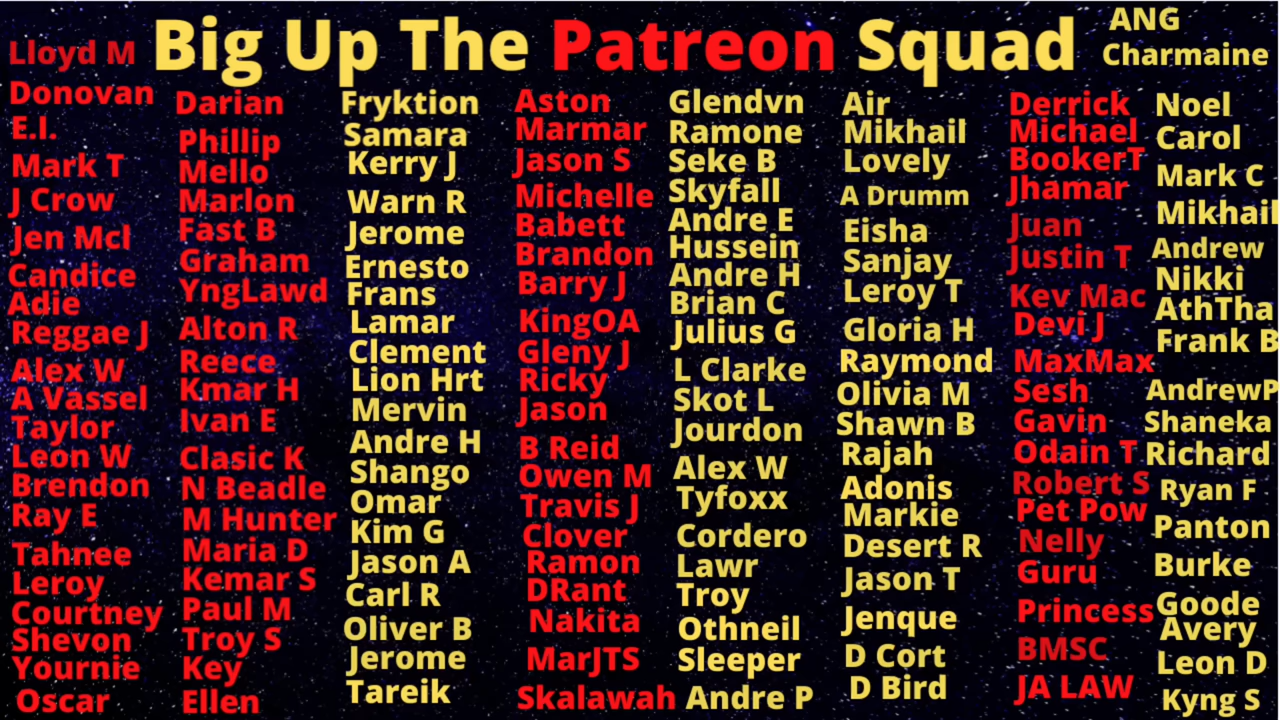 Big Up The Patreon Squad
Lloyd M
Donovan
E.I.
Mark T
J Crow
Jen Mcl
Candice
Adie
Reggae J
Alex W
A Vassel
Taylor
Leon W
Brendon
Ray E
Tahnee
Leroy
Courtney
Shevon
Yournie
Oscar
Darian
Phillip
Mello
Marlon
Fast B
Graham
YngLawd
Alton R
Reece
Kmar H
Ivan E
Clasic K
N Beadle
M Hunter
Maria D
Kemar S
Paul M
Troy S
Key
Ellen
Fryktion
Samara
Kerry J
Warn R
Jerome
Ernesto
Frans
Lamar
Clement
Lion Hrt
Mervin
Andre H
Shango
Omar
Kim G
Jason A
Carl R
Oliver B
Jerome
Tareik
Aston
Marmar
Jason S
Michelle
Babett
Brandon
Barry J
KingOA
Gleny J
Ricky
Jason
B Reid
Owen M
Travis J
Clover
Ramon
DRant
Nakita
MarJTS
Skalawah
Glendvn
Ramone
Seke B
Skyfall
Andre E
Hussein
Andre H
Brian C
Julius G
L Clarke
Skot L
Jourdon
Alex W
Tyfoxx
Cordero
Lawr
Troy
Othneil
Sleeper
Andre P
Air
Mikhail
Lovely
A Drumm
Eisha
Sanjay
Leroy T
Gloria H
Raymond
Olivia M
Shawn B
Rajah
Adonis
Markie
Desert R
Jason T
Jenque
D Cort
D Bird
Derrick
Michael
BookerT
Jhamar
Juan
Justin T
Kev Mac
Devi J
MaxMax
Sesh
Gavin
Odain T
Robert S
Pet Pow
Nelly
Guru
Princess
BMSC
JA LAW
ANG
Charmaine
Noel
Carol
Mark C
Mikhail
Andrew
Nikki
AthTha
Frank B
AndrewP
Shaneka
Richard
Ryan F
Panton
Burke
Goode
Avery
Leon D
Kyng S